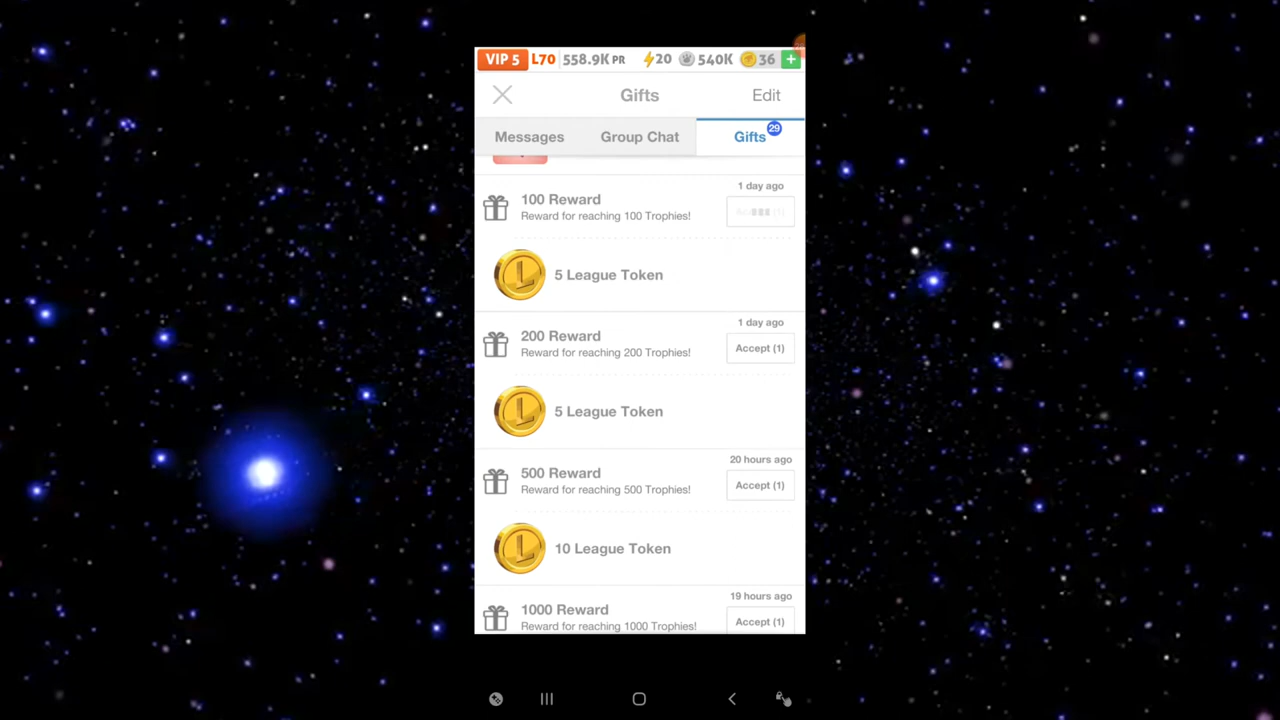 VIP 5 L70 558.9K PR 20 540K 36 +
Gifts Edit
Messages Group Chat Gifts 29
1 day ago
100 Reward
Reward for reaching 100 Trophies!
5 League Token
1 day ago
200 Reward
Reward for reaching 200 Trophies!
Accept (1)
5 League Token
20 hours ago
500 Reward
Reward for reaching 500 Trophies!
Accept (1)
10 League Token
19 hours ago
1000 Reward
Reward for reaching 1000 Trophies!
Accept (1)